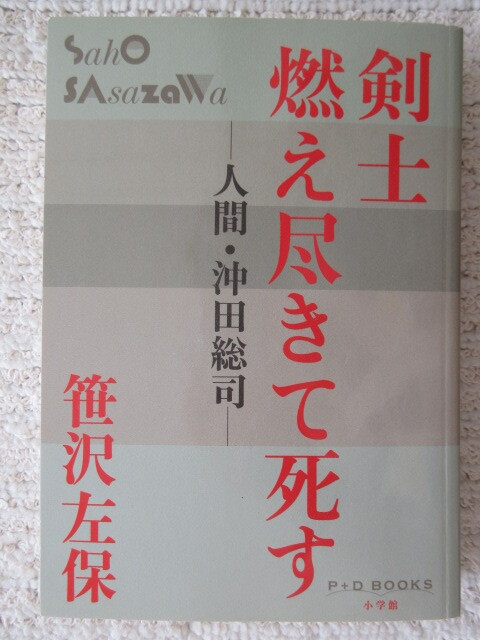 SahO
SAsazaWa
剣士
燃え尽きて死す
―人間・沖田総司―
笹沢左保
P+D BOOKS
小学館